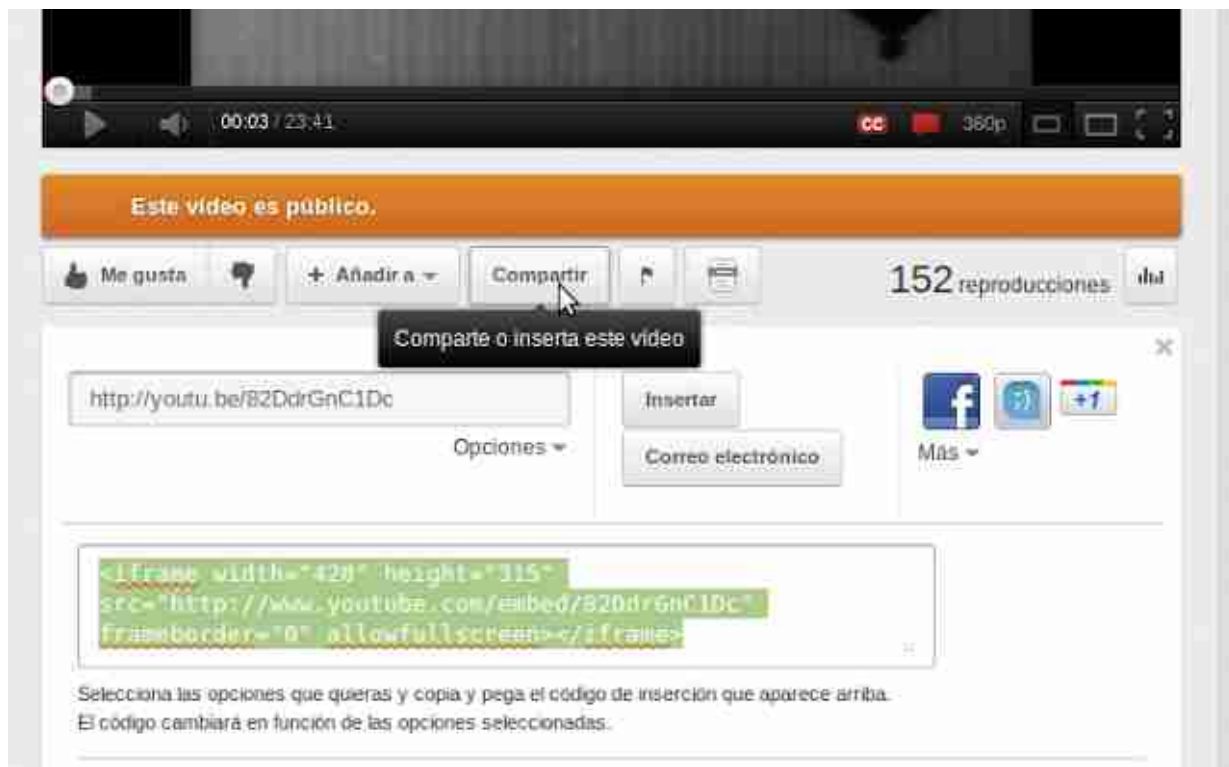 00:03 / 23:41
CC
360p
Este vídeo es público.
Me gusta
+ Añadir a
Compartir
152 reproducciones
Comparte o inserta este vídeo
http://youtu.be/82DdrGnC1Dc
Opciones
Insertar
Correo electrónico
f
+1
Más
<iframe width="420" height="315"
src="http://www.youtube.com/embed/82DdrGnC1Dc"
frameborder="0" allowfullscreen></iframe>
Selecciona las opciones que quieras y copia y pega el código de inserción que aparece arriba.
El código cambiará en función de las opciones seleccionadas.